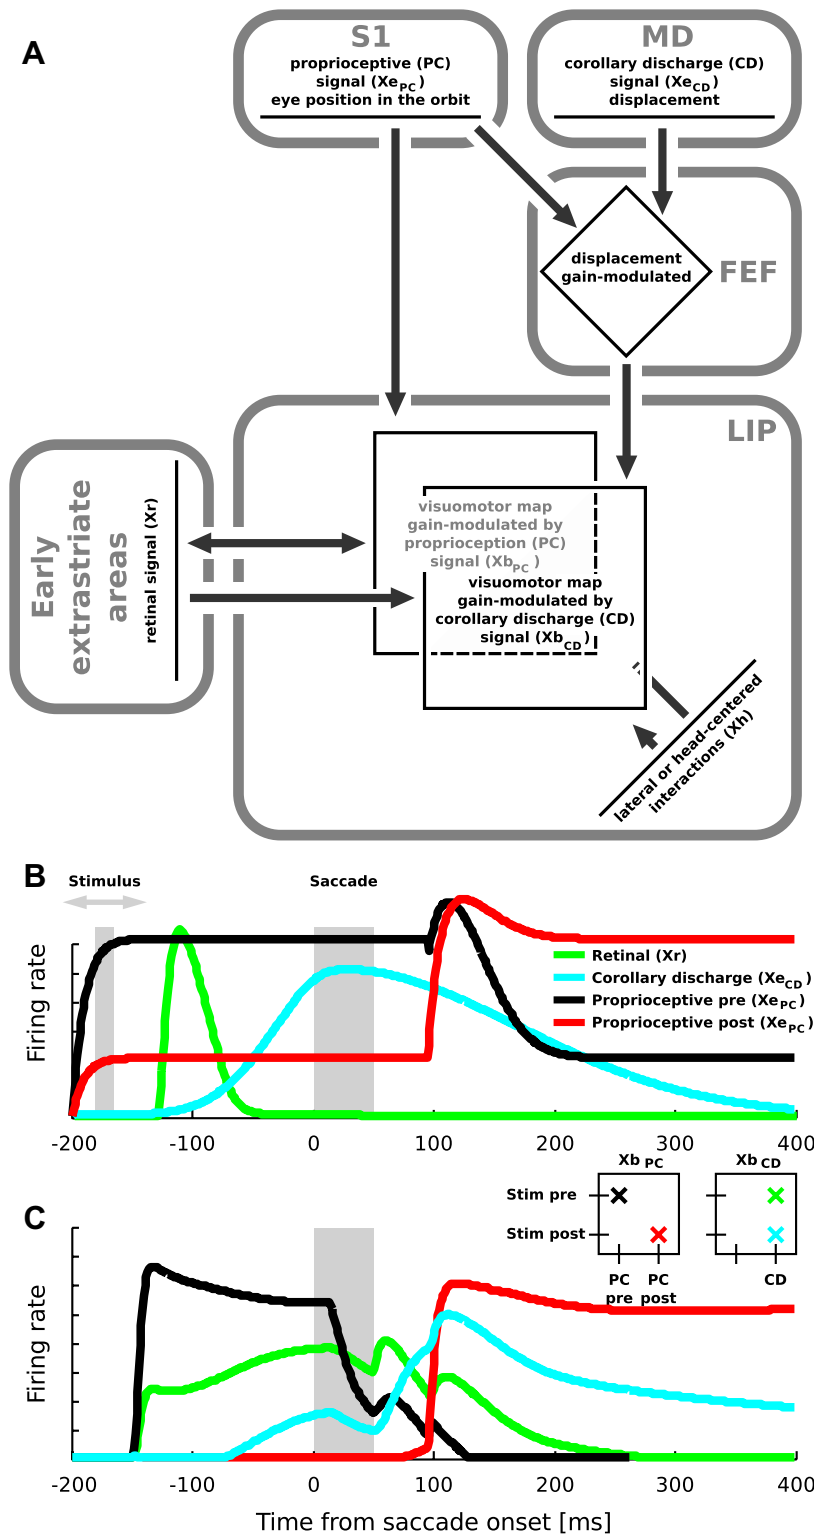 A
S1
proprioceptive (PC)
signal (XePC)
eye position in the orbit
MD
corollary discharge (CD)
signal (XeCD)
displacement
displacement
gain-modulated
FEF
LIP
Early
extrastriate
areas
retinal signal (Xr)
visuomotor map
gain-modulated by
proprioception (PC)
signal (XbPC )
visuomotor map
gain-modulated by
corollary discharge (CD)
signal (XbCD)
lateral or head-centered
interactions (Xh)
B
Stimulus
Saccade
Firing rate
Retinal (Xr)
Corollary discharge (XeCD)
Proprioceptive pre (XePC)
Proprioceptive post (XePC)
-200 -100 0 100 200 300 400
Xb PC
Xb CD
Stim pre
Stim post
PC PC CD
pre post
C
Firing rate
-200 -100 0 100 200 300 400
Time from saccade onset [ms]